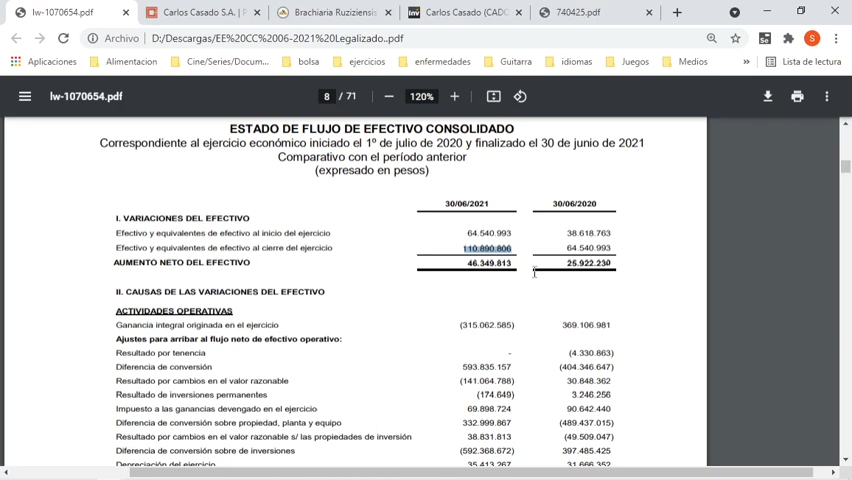 lw-1070654.pdf
Carlos Casado S.A. | P
Brachiaria Ruziziensis
Carlos Casado (CADO
740425.pdf
Archivo D:/Descargas/EE%20CC%2006-2021%20Legalizado..pdf
Aplicaciones Alimentacion Cine/Series/Docum... bolsa ejercicios enfermedades Guitarra idiomas Juegos Medios » Lista de lectura
lw-1070654.pdf 8 / 71 120%
ESTADO DE FLUJO DE EFECTIVO CONSOLIDADO
Correspondiente al ejercicio económico iniciado el 1º de julio de 2020 y finalizado el 30 de junio de 2021
Comparativo con el período anterior
(expresado en pesos)
30/06/2021 30/06/2020
I. VARIACIONES DEL EFECTIVO
Efectivo y equivalentes de efectivo al inicio del ejercicio 64.540.993 38.618.763
Efectivo y equivalentes de efectivo al cierre del ejercicio 110.890.806 64.540.993
AUMENTO NETO DEL EFECTIVO 46.349.813 25.922.230
II. CAUSAS DE LAS VARIACIONES DEL EFECTIVO
ACTIVIDADES OPERATIVAS
Ganancia integral originada en el ejercicio (315.062.585) 369.106.981
Ajustes para arribar al flujo neto de efectivo operativo:
Resultado por tenencia - (4.330.863)
Diferencia de conversión 593.835.157 (404.346.647)
Resultado por cambios en el valor razonable (141.064.788) 30.848.362
Resultado de inversiones permanentes (174.649) 3.246.256
Impuesto a las ganancias devengado en el ejercicio 69.898.724 90.642.440
Diferencia de conversión sobre propiedad, planta y equipo 332.999.867 (489.437.015)
Resultado por cambios en el valor razonable s/ las propiedades de inversión 38.831.813 (49.509.047)
Diferencia de conversión sobre de inversiones (592.368.672) 397.485.425
Depreciación del ejercicio 35.413.267 31.666.352